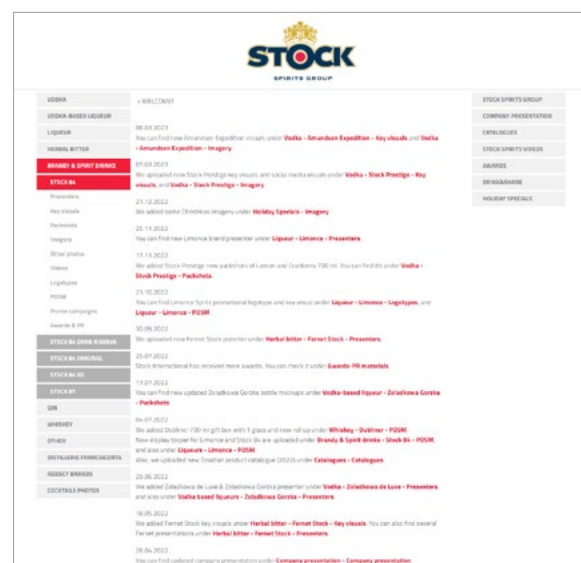 STOCK
SPIRITS GROUP
VODKA
VODKA-BASED LIQUEUR
LIQUEUR
HERBAL BITTER
BRANDY & SPIRIT DRINKS
STOCK 84
Presenters
Key visuals
Packshots
Imagery
Other photos
Videos
Logotypes
POSM
Promo campaigns
Awards & PR
STOCK 84 GRAN RISERVA
STOCK 84 ORIGINAL
STOCK 84 XO
STOCK 87
GIN
WHISKEY
OTHER
DISTILLERIE FRANCIACORTA
AGENCY BRANDS
COCKTAILS PHOTOS
» WELCOME!
08.03.2023
You can find new Amundsen Expedition visuals under Vodka - Amundsen Expedition - Key visuals and Vodka
- Amundsen Expedition - Imagery
07.03.2023
We uploaded new Stock Prestige key visuals and social media visuals under Vodka - Stock Prestige - Key
visuals, and Vodka - Stock Prestige - Imagery
21.12.2022
We added some Christmas imagery under Holiday Specials - Imagery
25.11.2022
You can find new Limonce brand presenter under Liqueur - Limonce - Presenters
17.11.2022
We added Stock Prestige new packshots of Lemon and Cranberry 700 ml. You can find it under Vodka -
Stock Prestige - Packshots
21.10.2022
You can find Limonce Spritz promotional logotype and key visual under Liqueur - Limonce - Logotypes, and
Liqueur - Limonce - POSM
30.09.2022
We uploaded new Fernet Stock presenter under Herbal bitter - Fernet Stock - Presenters
25.07.2022
Stock International has received more awards. You can check it under Awards-PR materials
11.07.2022
You can find new updated Zoladkowa Gorzka bottle mockups under Vodka-based liqueur - Zoladkowa Gorzka
- Packshots
04.07.2022
We added Dubliner 700 ml gift box with 1 glass and new roll-up under Whiskey - Dubliner - POSM
New display topper for Limonce and Stock 84 are uploaded under Brandy & Spirit drinks - Stock 84 - POSM,
and also under Liqueurs - Limonce - POSM
Also, we uploaded new Croatian product catalogue (2022) under Catalogues - Catalogues
20.06.2022
We added Zoladkowa de Luxe & Zoladkowa Gorzka presenter under Vodka - Zoladkowa de Luxe - Presenters
and also under Vodka based liqueurs - Zoladkowa Gorzka - Presenters
18.05.2022
We added Fernet Stock key visuals under Herbal bitter - Fernet Stock - Key visuals. You can also find several
Fernet presentations under Herbal bitter - Fernet Stock - Presenters
26.04.2022
You can find updated company presentation under Company presentation - Company presentation
STOCK SPIRITS GROUP
COMPANY PRESENTATION
CATALOGUES
STOCK SPIRITS VIDEOS
AWARDS
DRINK&SHARE
HOLIDAY SPECIALS